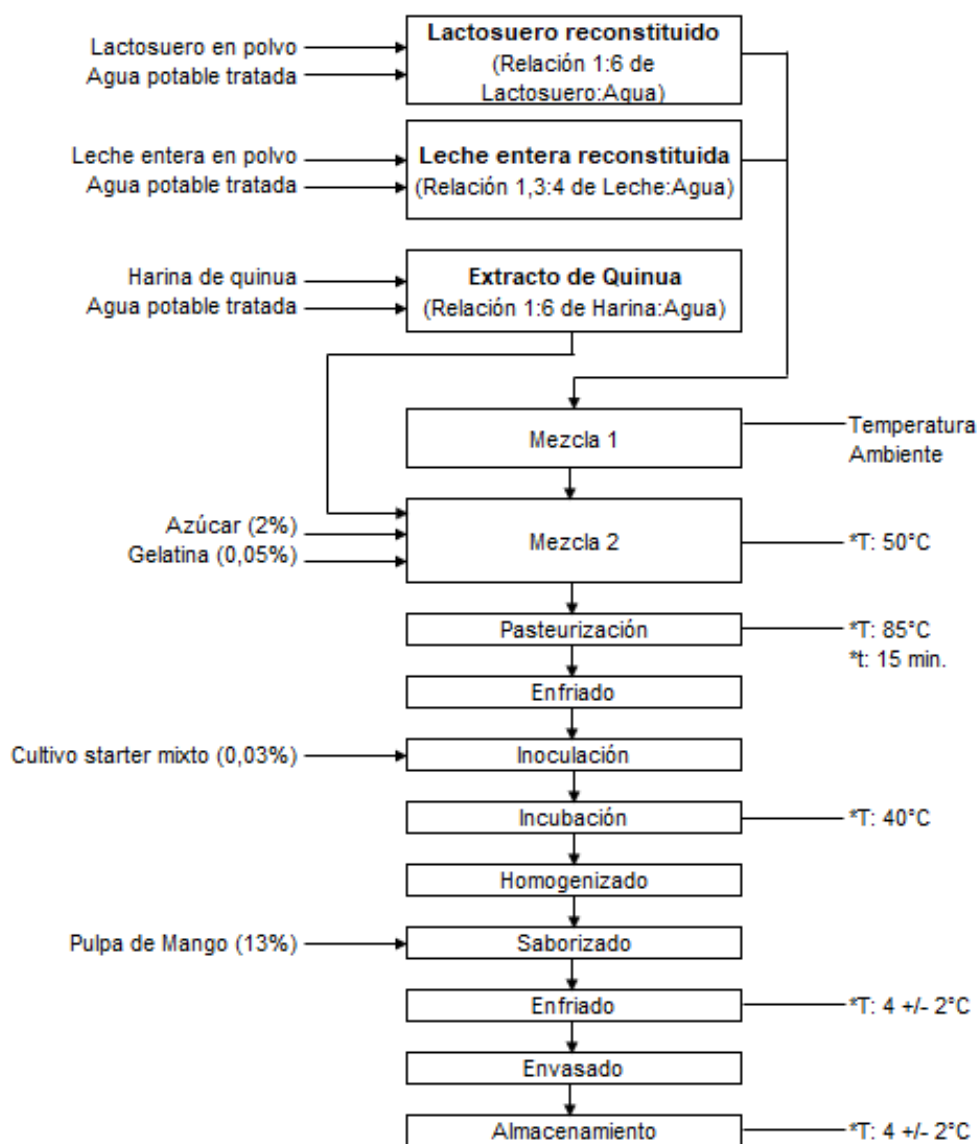 Lactosuero en polvo
Agua potable tratada
Lactosuero reconstituido
(Relación 1:6 de
Lactosuero:Agua)
Leche entera en polvo
Agua potable tratada
Leche entera reconstituida
(Relación 1,3:4 de Leche:Agua)
Harina de quinua
Agua potable tratada
Extracto de Quinua
(Relación 1:6 de Harina:Agua)
Mezcla 1
Temperatura
Ambiente
Azúcar (2%)
Gelatina (0,05%)
Mezcla 2
*T: 50°C
Pasteurización
*T: 85°C
*t: 15 min.
Enfriado
Cultivo starter mixto (0,03%)
Inoculación
Incubación
*T: 40°C
Homogenizado
Pulpa de Mango (13%)
Saborizado
Enfriado
*T: 4 +/- 2°C
Envasado
Almacenamiento
*T: 4 +/- 2°C